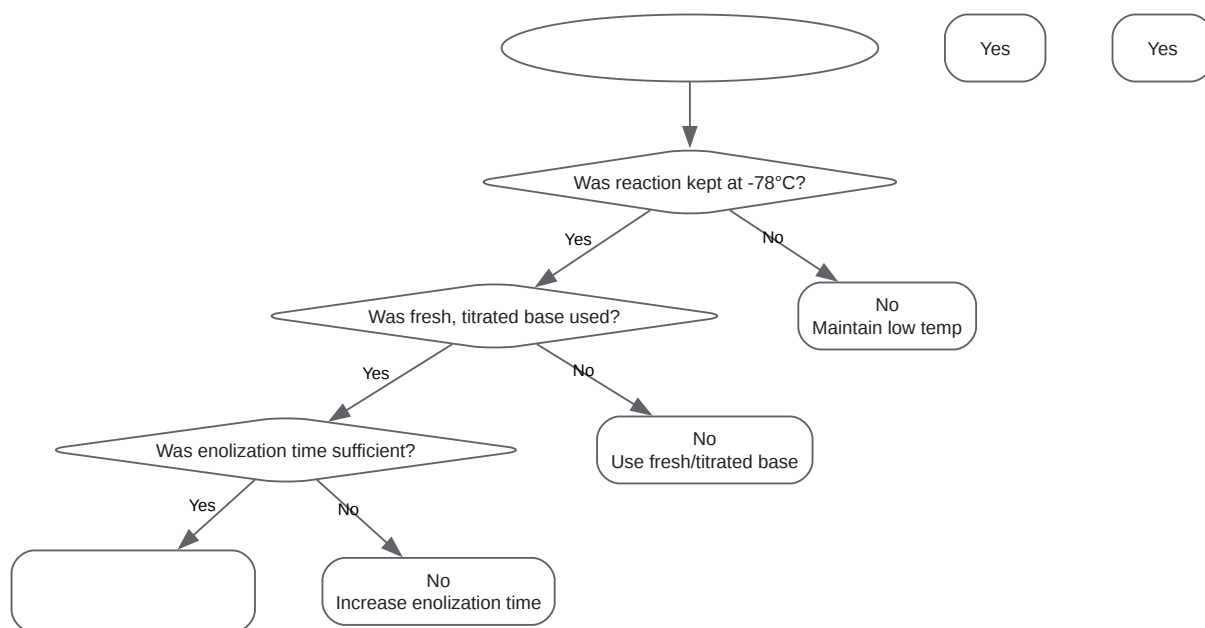 Yes
Yes
Was reaction kept at -78°C?
Yes
No
No
Maintain low temp
Was fresh, titrated base used?
Yes
No
No
Use fresh/titrated base
Was enolization time sufficient?
Yes
No
No
Increase enolization time